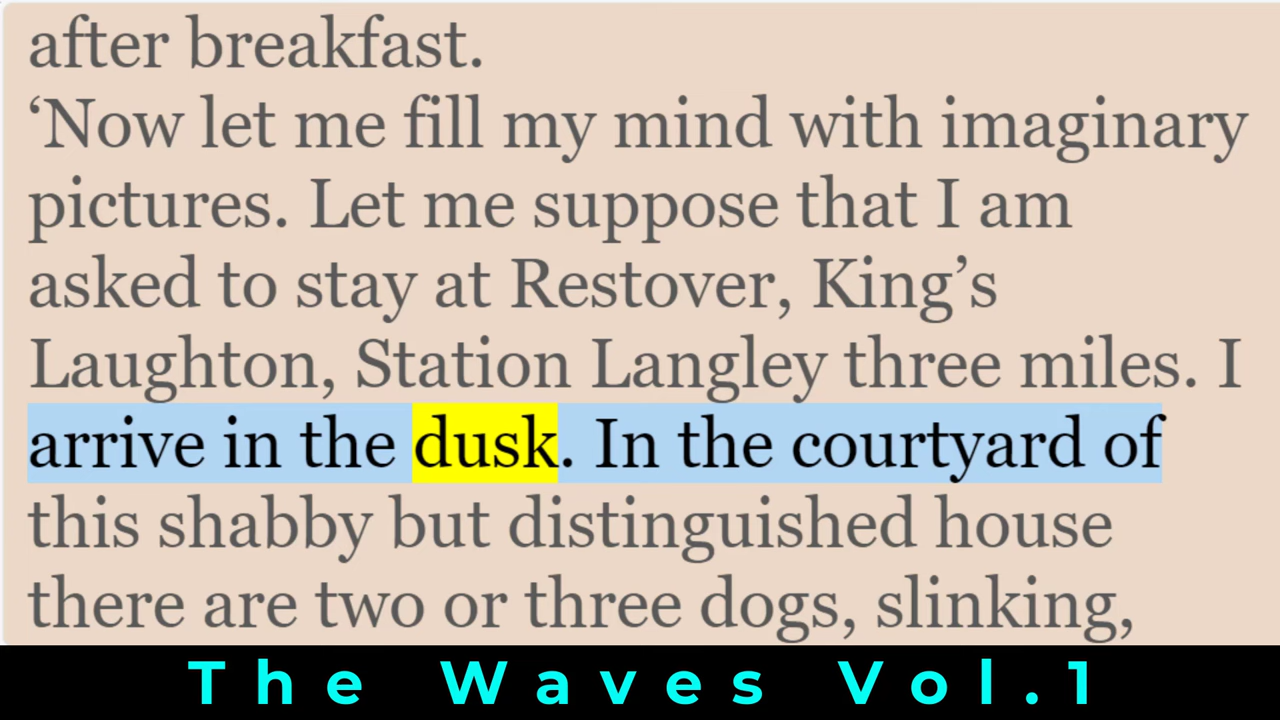 after breakfast.
‘Now let me fill my mind with imaginary
pictures. Let me suppose that I am
asked to stay at Restover, King’s
Laughton, Station Langley three miles. I
arrive in the dusk. In the courtyard of
this shabby but distinguished house
there are two or three dogs, slinking,
The Waves Vol.1